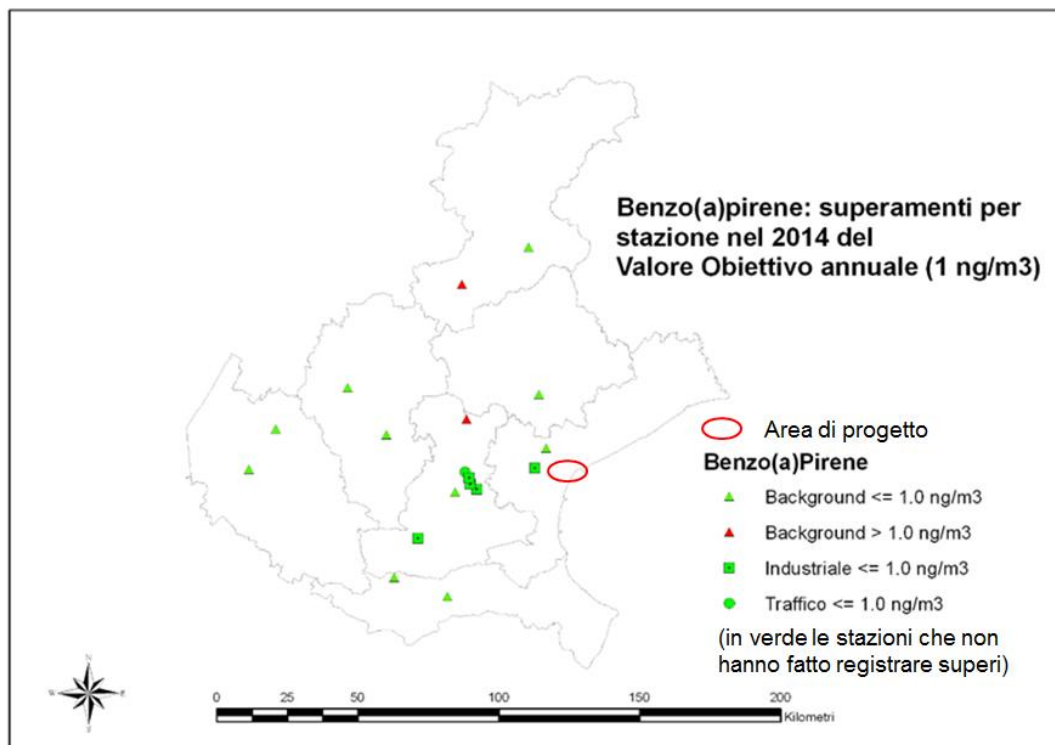 Benzo(a)pirene: superamenti per
stazione nel 2014 del
Valore Obiettivo annuale (1 ng/m3)
Area di progetto
Benzo(a)Pirene
Background <= 1.0 ng/m3
Background > 1.0 ng/m3
Industriale <= 1.0 ng/m3
Traffico <= 1.0 ng/m3
(in verde le stazioni che non
hanno fatto registrare superi)
N
S
0 25 50 100 150 200
Kilometri